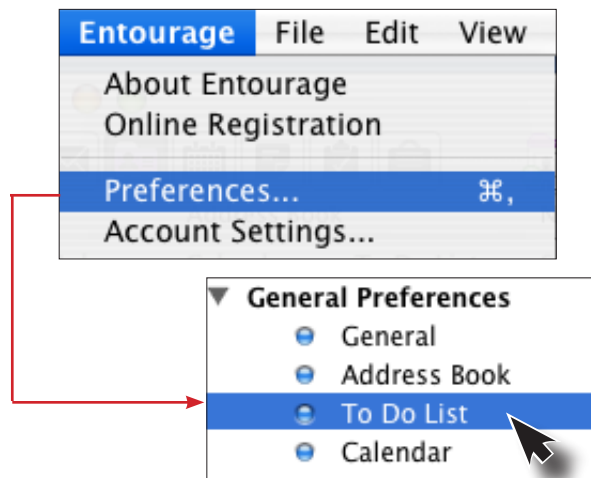 Entourage File Edit View
About Entourage
Online Registration
Preferences... ⌘,
Account Settings...
General Preferences
General
Address Book
To Do List
Calendar